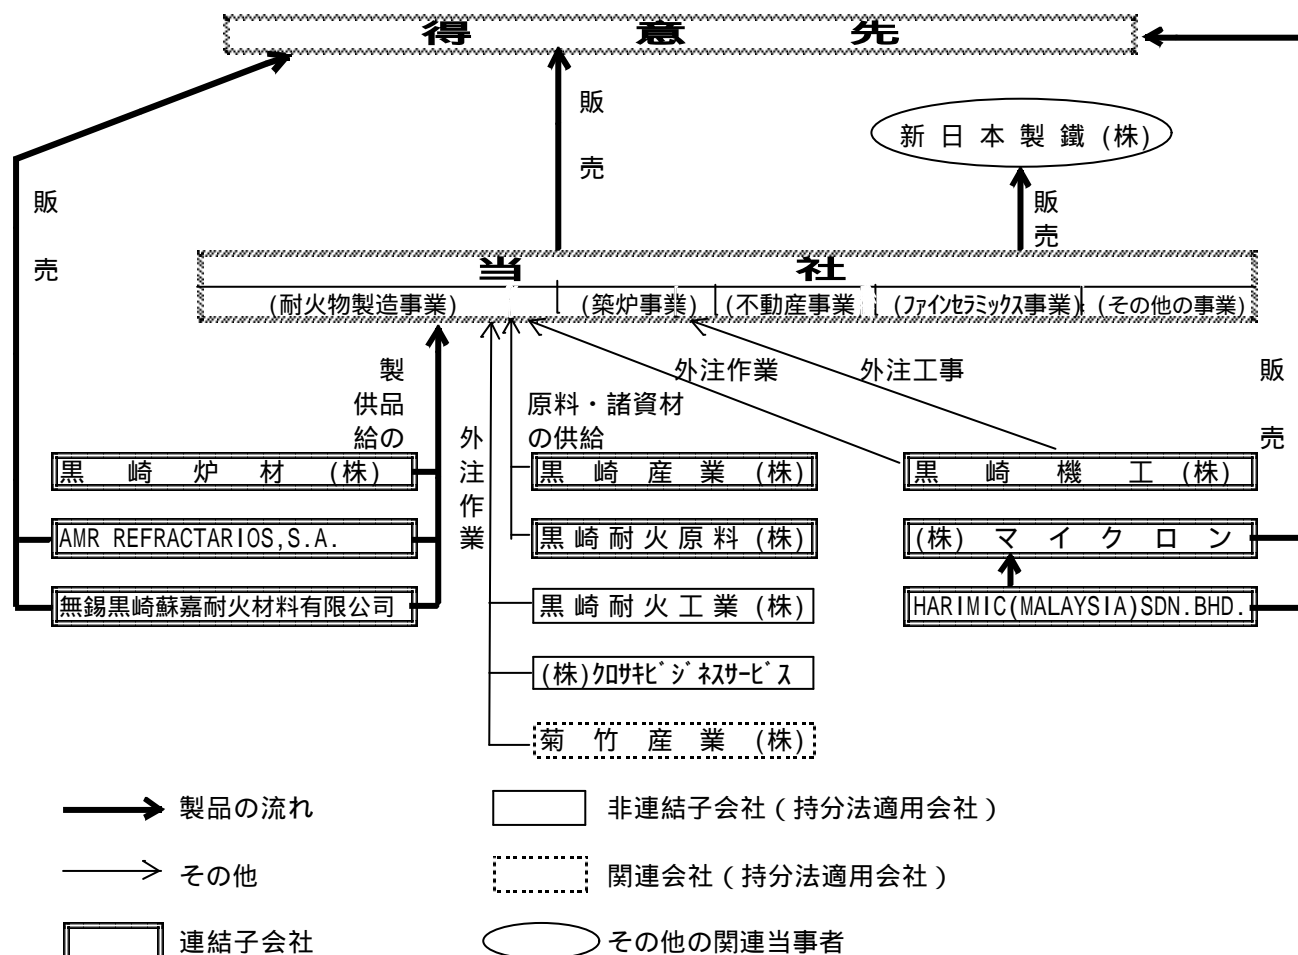 得意先
販売
新日本製鐵(株)
販売
販売
当社
(耐火物製造事業)
(築炉事業)
(不動産事業)
(ﾌｧｲﾝｾﾗﾐｯｸｽ事業)
(その他の事業)
製品の供給
外注作業
原料・諸資材
の供給
外注作業
外注工事
販売
黒崎炉材(株)
黒崎産業(株)
黒崎機工(株)
AMR REFRACTARIOS,S.A.
黒崎耐火原料(株)
(株)マイクロン
無錫黒崎蘇嘉耐火材料有限公司
黒崎耐火工業(株)
HARIMIC(MALAYSIA)SDN.BHD.
(株)ｸﾛｻｷﾋﾞｼﾞﾈｽｻｰﾋﾞｽ
菊竹産業(株)
製品の流れ
非連結子会社(持分法適用会社)
その他
関連会社(持分法適用会社)
連結子会社
その他の関連当事者